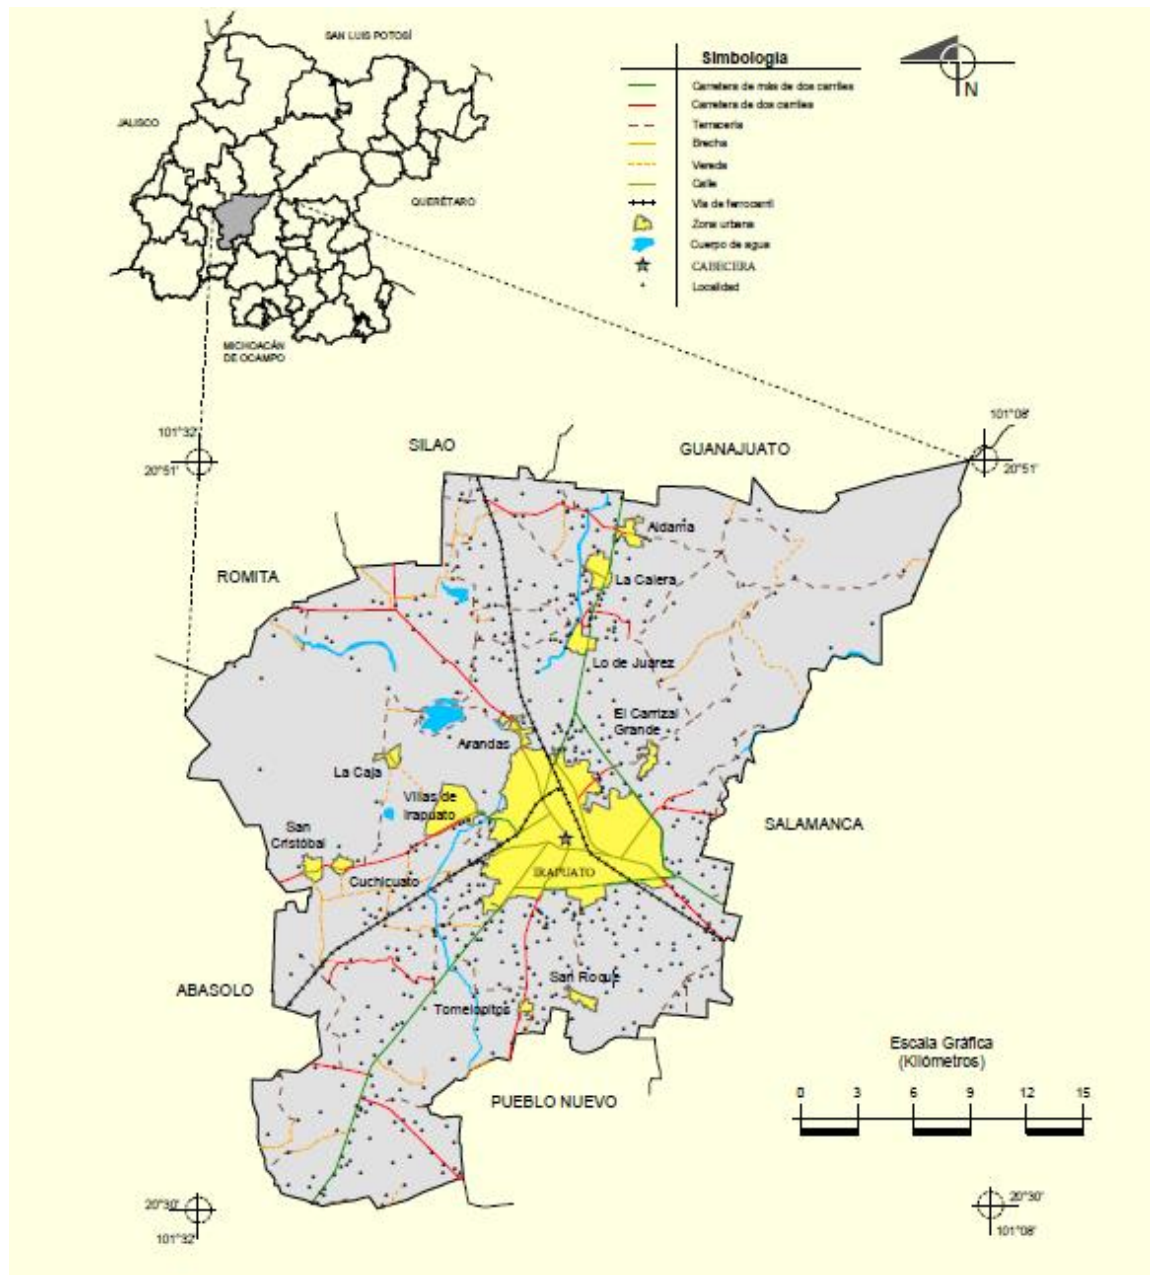 SAN LUIS POTOSÍ
JALISCO
QUERÉTARO
MICHOACÁN
DE OCAMPO
Simbología
Carretera de más de dos carriles
Carretera de dos carriles
Terracería
Brecha
Vereda
Calle
Vía de ferrocarril
Zona urbana
Cuerpo de agua
CABECERA
Localidad
N
101°32'
20°51'
101°08'
20°51'
SILAO
GUANAJUATO
ROMITA
Aldama
La Calera
Lo de Juárez
El Carrizal
Grande
Arandas
La Caja
Villas de
Irapuato
San
Cristóbal
Cuchicuato
IRAPUATO
SALAMANCA
ABASOLO
San Roque
Tomelopitos
PUEBLO NUEVO
Escala Gráfica
(Kilómetros)
0 3 6 9 12 15
20°30'
101°32'
20°30'
101°08'